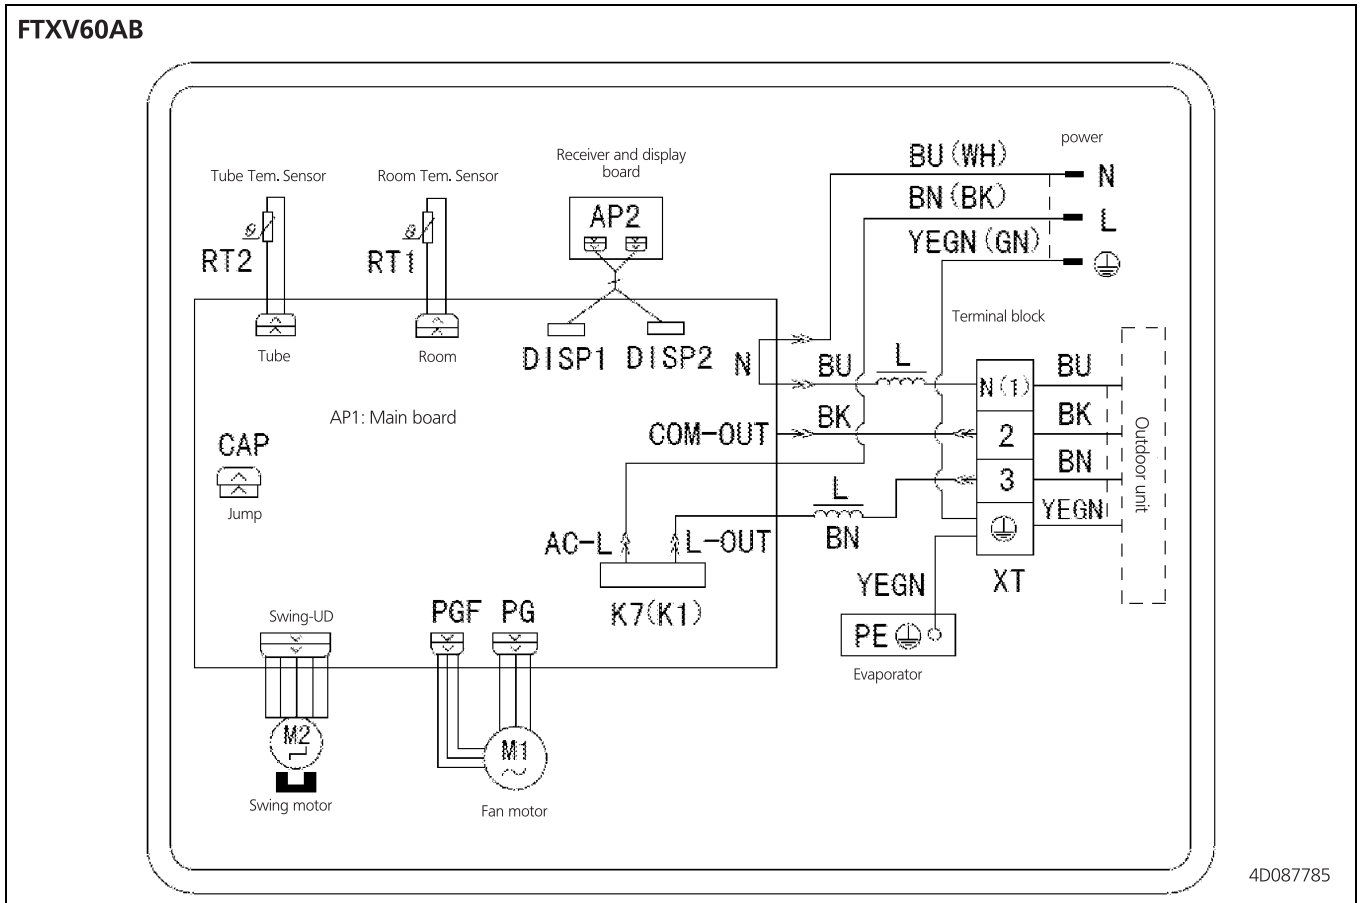 FTXV60AB
power
Receiver and display
board
BU(WH)
N
Tube Tem. Sensor
Room Tem. Sensor
BN(BK)
L
AP2
YEGN(GN)
θ
θ
RT2
RT1
Terminal block
Tube
Room
DISP1
DISP2
N
BU
L
N(1)
BU
AP1: Main board
BK
BK
CAP
COM-OUT
2
Outdoor unit
BN
3
L
Jump
YEGN
AC-L
L-OUT
BN
XT
YEGN
Swing-UD
PGF
PG
K7(K1)
PE
Evaporator
M2
M1
Swing motor
Fan motor
4D087785